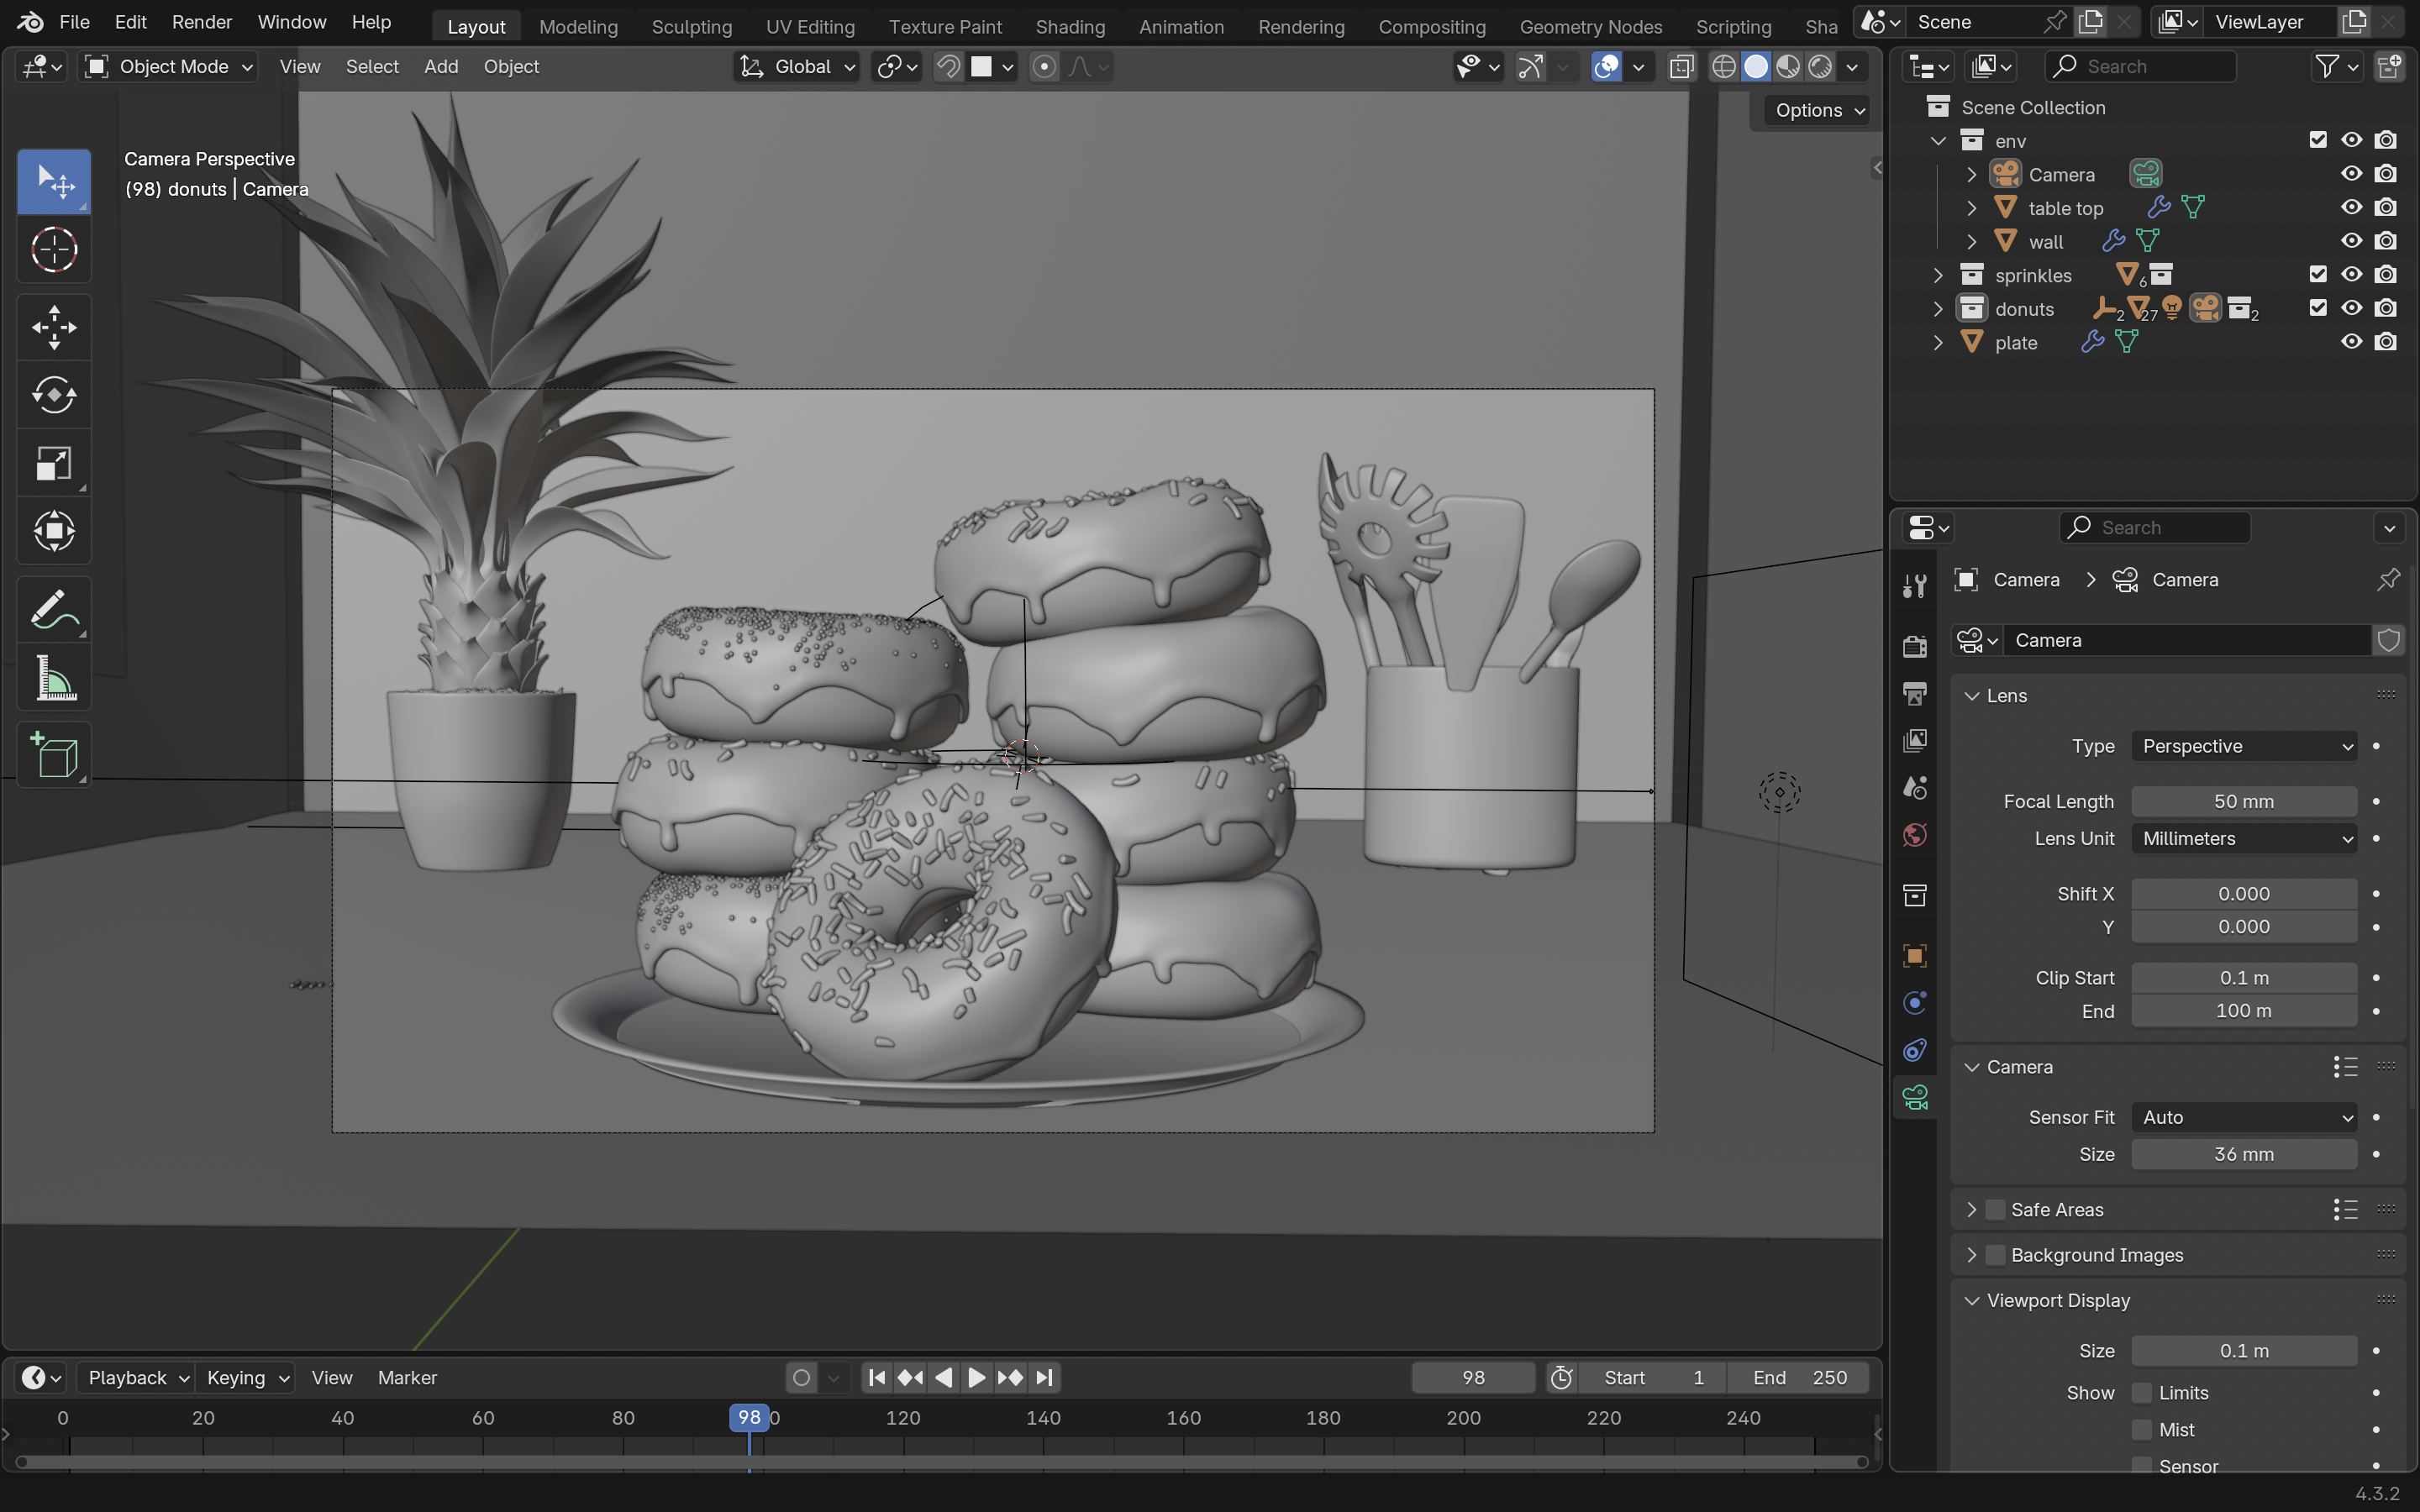 File Edit Render Window Help Layout Modeling Sculpting UV Editing Texture Paint Shading Animation Rendering Compositing Geometry Nodes Scripting Sha Scene ViewLayer
Object Mode View Select Add Object Global Search
Options
Camera Perspective
(98) donuts | Camera
Scene Collection
env
Camera
table top
wall
sprinkles 6
donuts 2 27 2
plate
Search
Camera > Camera
Camera
Lens
Type Perspective
Focal Length 50 mm
Lens Unit Millimeters
Shift X 0.000
Y 0.000
Clip Start 0.1 m
End 100 m
Camera
Sensor Fit Auto
Size 36 mm
Safe Areas
Background Images
Viewport Display
Size 0.1 m
Show Limits
Mist
Sensor
Playback Keying View Marker 98 Start 1 End 250
0 20 40 60 80 98 0 120 140 160 180 200 220 240
4.3.2